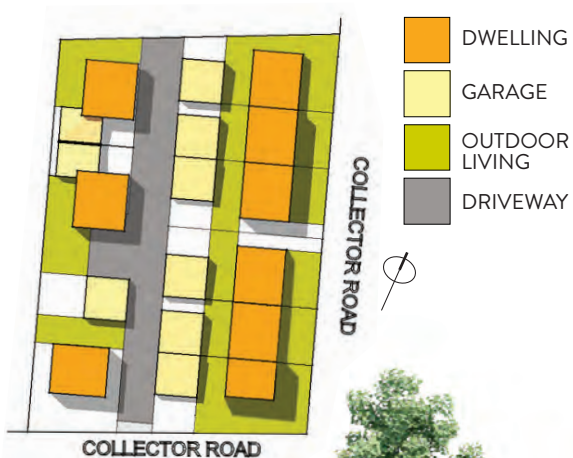 DWELLING
GARAGE
OUTDOOR
LIVING
DRIVEWAY
COLLECTOR ROAD
COLLECTOR ROAD